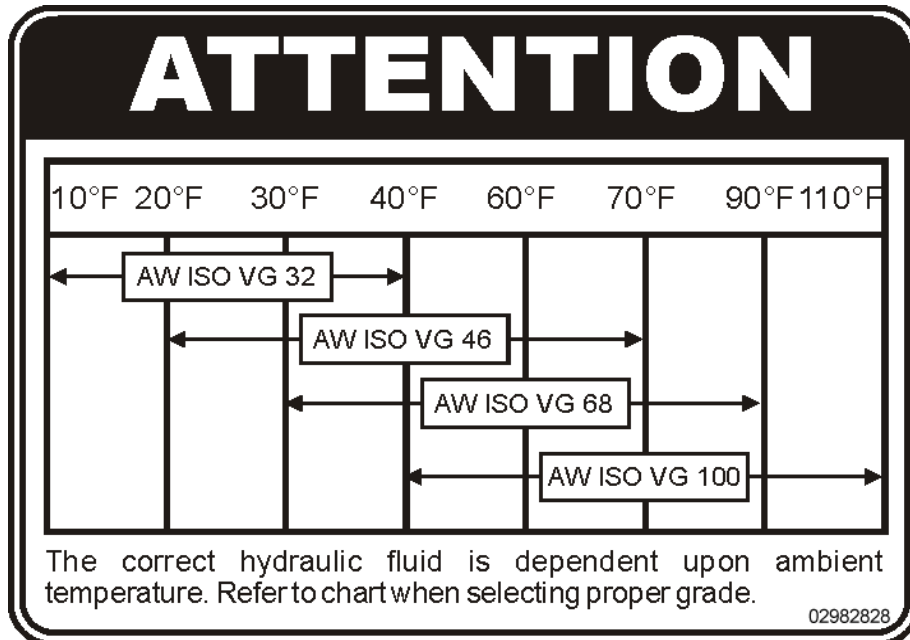 ATTENTION
10°F 20°F 30°F 40°F 60°F 70°F 90°F 110°F
AW ISO VG 32
AW ISO VG 46
AW ISO VG 68
AW ISO VG 100
The correct hydraulic fluid is dependent upon ambient
temperature. Refer to chart when selecting proper grade.
02982828